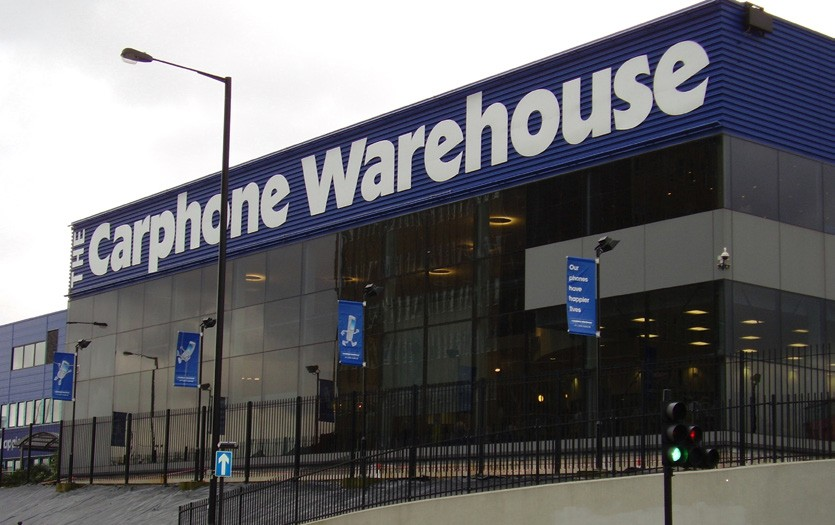 THE Carphone Warehouse
Our
phones
have
happier
lives